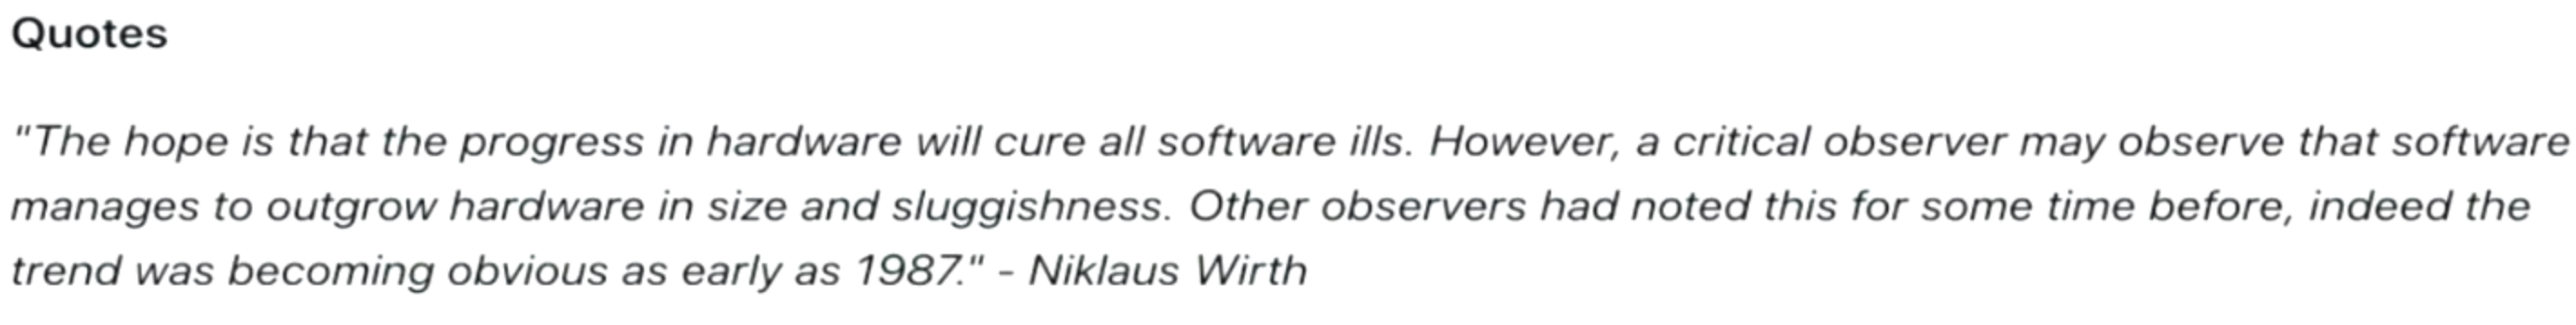 Quotes
"The hope is that the progress in hardware will cure all software ills. However, a critical observer may observe that software
manages to outgrow hardware in size and sluggishness. Other observers had noted this for some time before, indeed the
trend was becoming obvious as early as 1987." - Niklaus Wirth